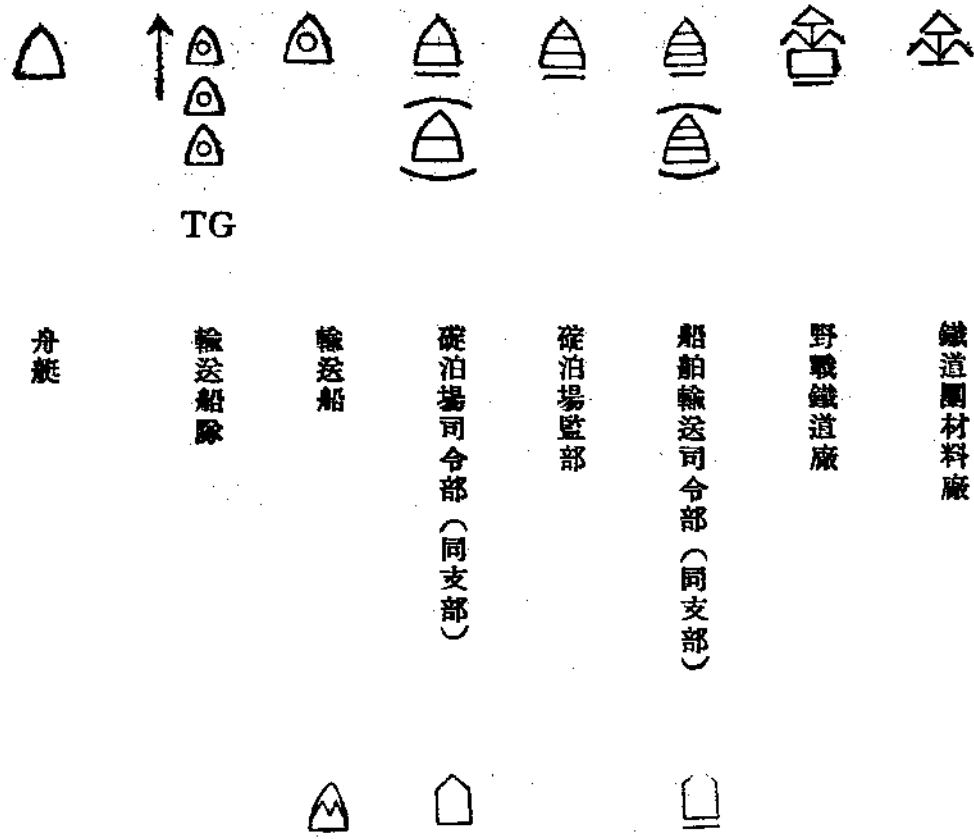 鐵道團材料廠
野戰鐵道廠
船舶輸送司令部（同支部）
碇泊場監部
碇泊場司令部（同支部）
輸送船
輸送船隊
TG
舟艇